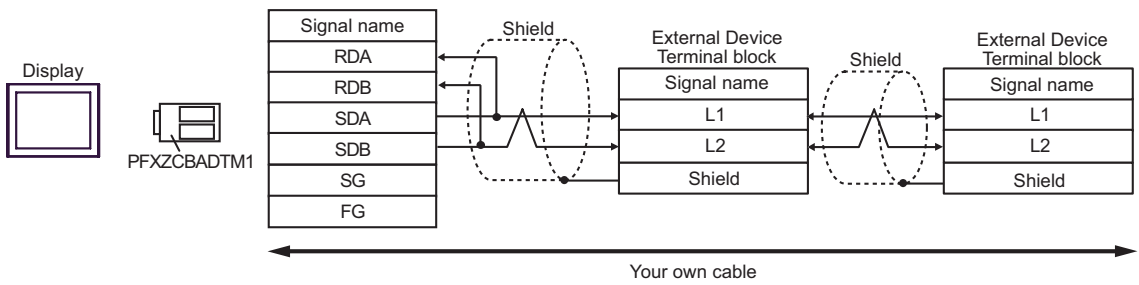 Display
PFXZCBADTM1
Signal name
RDA
RDB
SDA
SDB
SG
FG
Shield
External Device
Terminal block
Signal name
L1
L2
Shield
Shield
External Device
Terminal block
Signal name
L1
L2
Shield
Your own cable